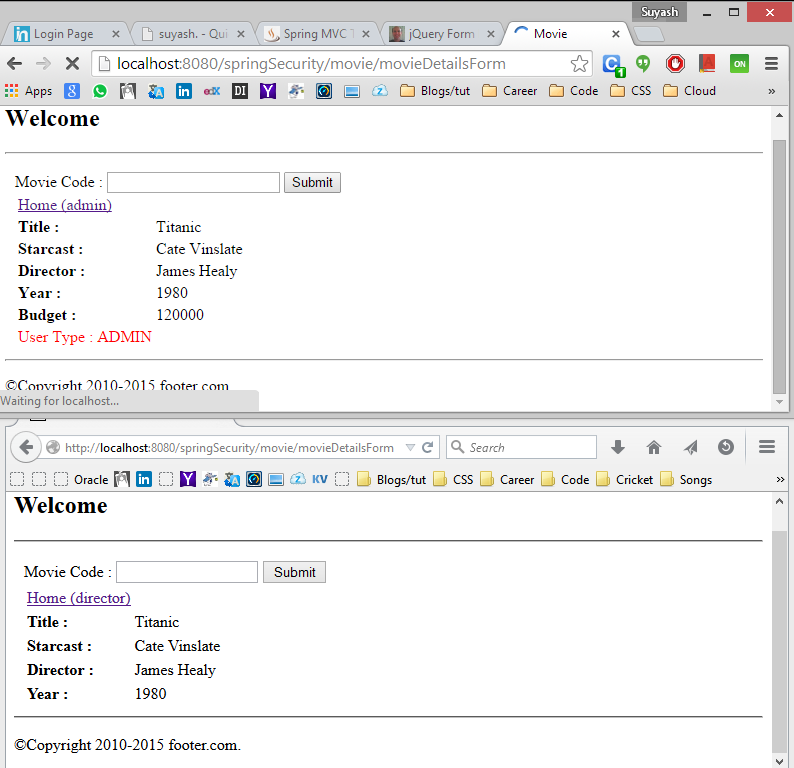 Suyash
Login Page suyash. - Qui Spring MVC T jQuery Form Movie
localhost:8080/springSecurity/movie/movieDetailsForm
Apps Blogs/tut Career Code CSS Cloud »
Welcome
Movie Code : Submit
Home (admin)
Title : Titanic
Starcast : Cate Vinslate
Director : James Healy
Year : 1980
Budget : 120000
User Type : ADMIN
©Copyright 2010-2015 footer.com
Waiting for localhost...
http://localhost:8080/springSecurity/movie/movieDetailsForm Search
Oracle KV Blogs/tut CSS Career Code Cricket Songs »
Welcome
Movie Code : Submit
Home (director)
Title : Titanic
Starcast : Cate Vinslate
Director : James Healy
Year : 1980
©Copyright 2010-2015 footer.com.